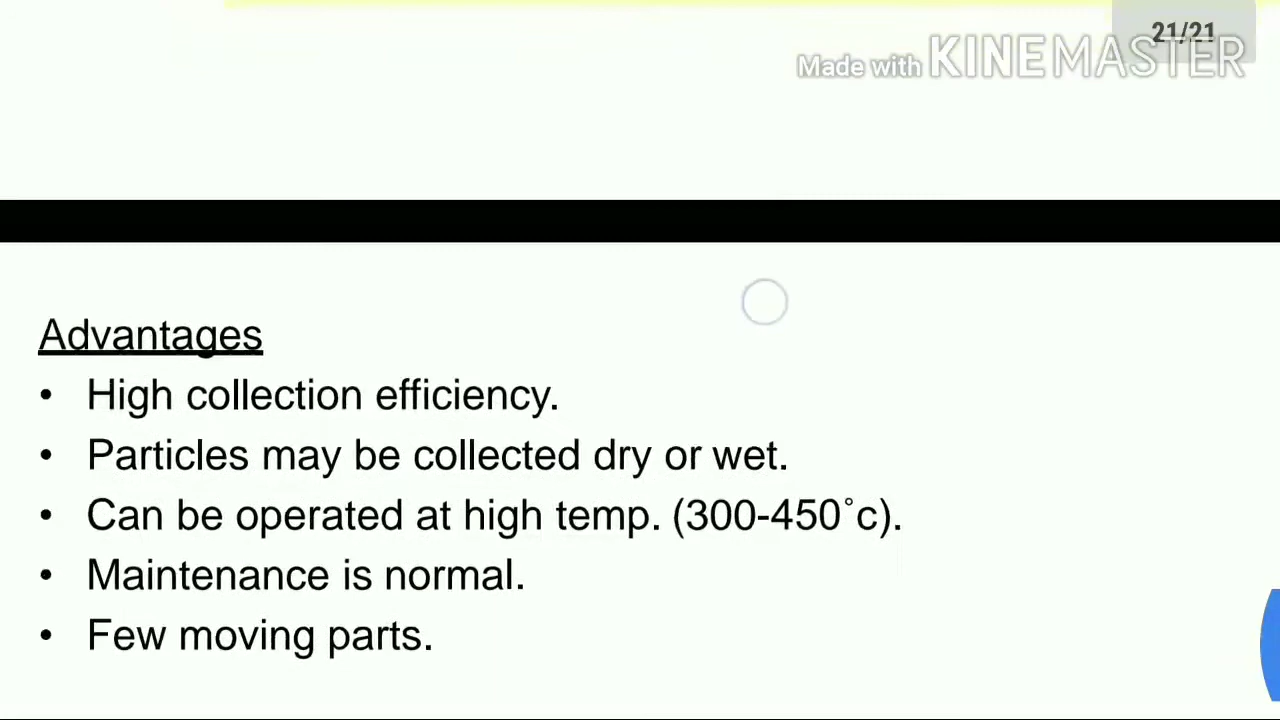 21/21
Made with KINEMASTER
Advantages
• High collection efficiency.
• Particles may be collected dry or wet.
• Can be operated at high temp. (300-450˚c).
• Maintenance is normal.
• Few moving parts.